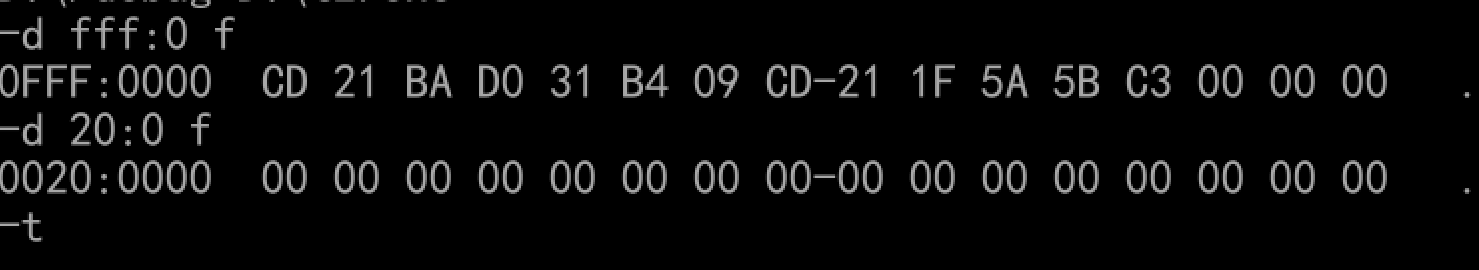 -d fff:0 f
0FFF:0000 CD 21 BA D0 31 B4 09 CD-21 1F 5A 5B C3 00 00 00 .
-d 20:0 f
0020:0000 00 00 00 00 00 00 00 00-00 00 00 00 00 00 00 00 .
-t